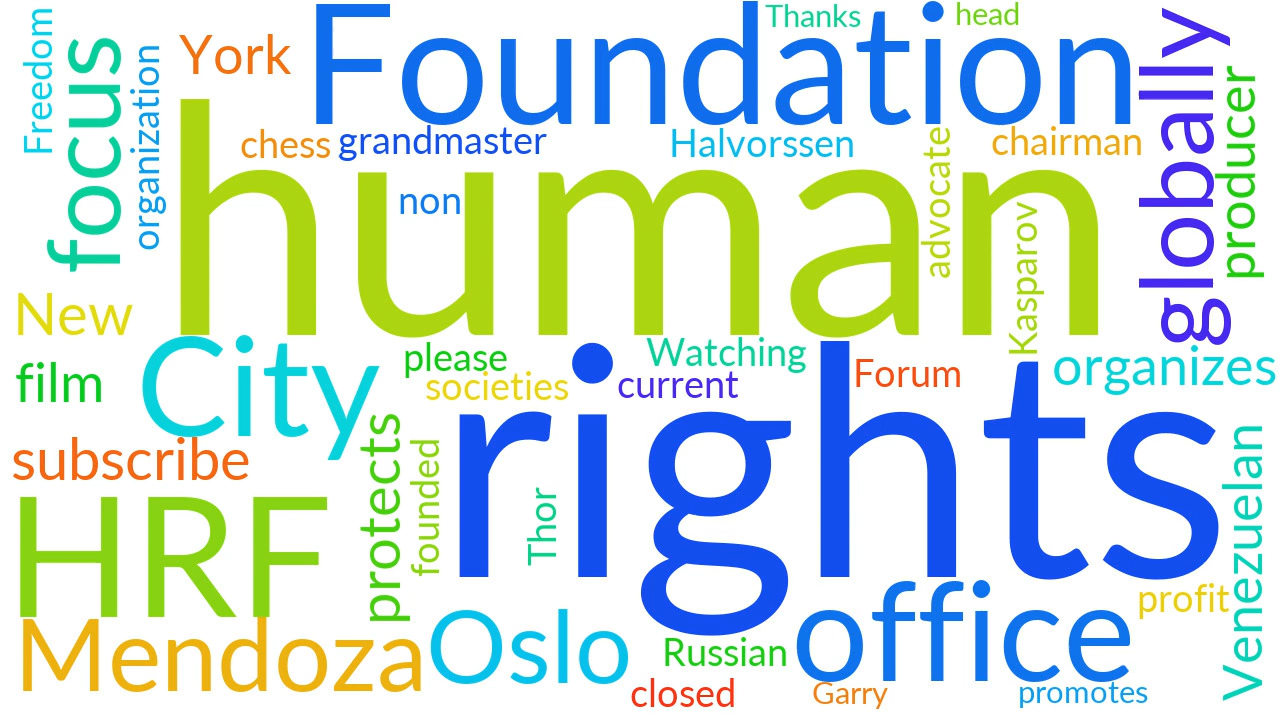 Freedom
focus
organization
York
Foundation
Thanks
head
globally
producer
chess
grandmaster
Halvorssen
chairman
human
non
advocate
Kasparov
New
City
please
Watching
film
societies
current
Forum
organizes
subscribe
rights
protects
founded
Thor
HRF
Venezuelan
profit
Mendoza
Oslo
office
Russian
closed
Garry
promotes